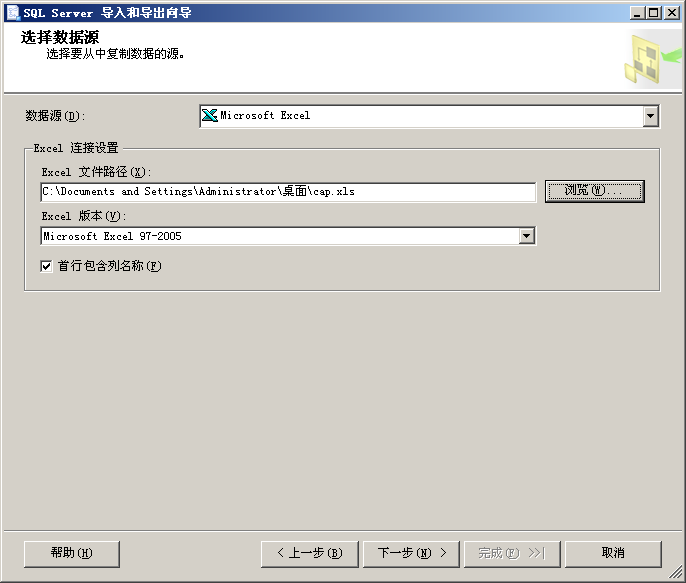 SQL Server 导入和导出向导
选择数据源
选择要从中复制数据的源。
数据源(D):
Microsoft Excel
Excel 连接设置
Excel 文件路径(X):
C:\Documents and Settings\Administrator\桌面\cap.xls
浏览(W)...
Excel 版本(V):
Microsoft Excel 97-2005
首行包含列名称(F)
帮助(H)
< 上一步(B)
下一步(N) >
完成(F) >>|
取消